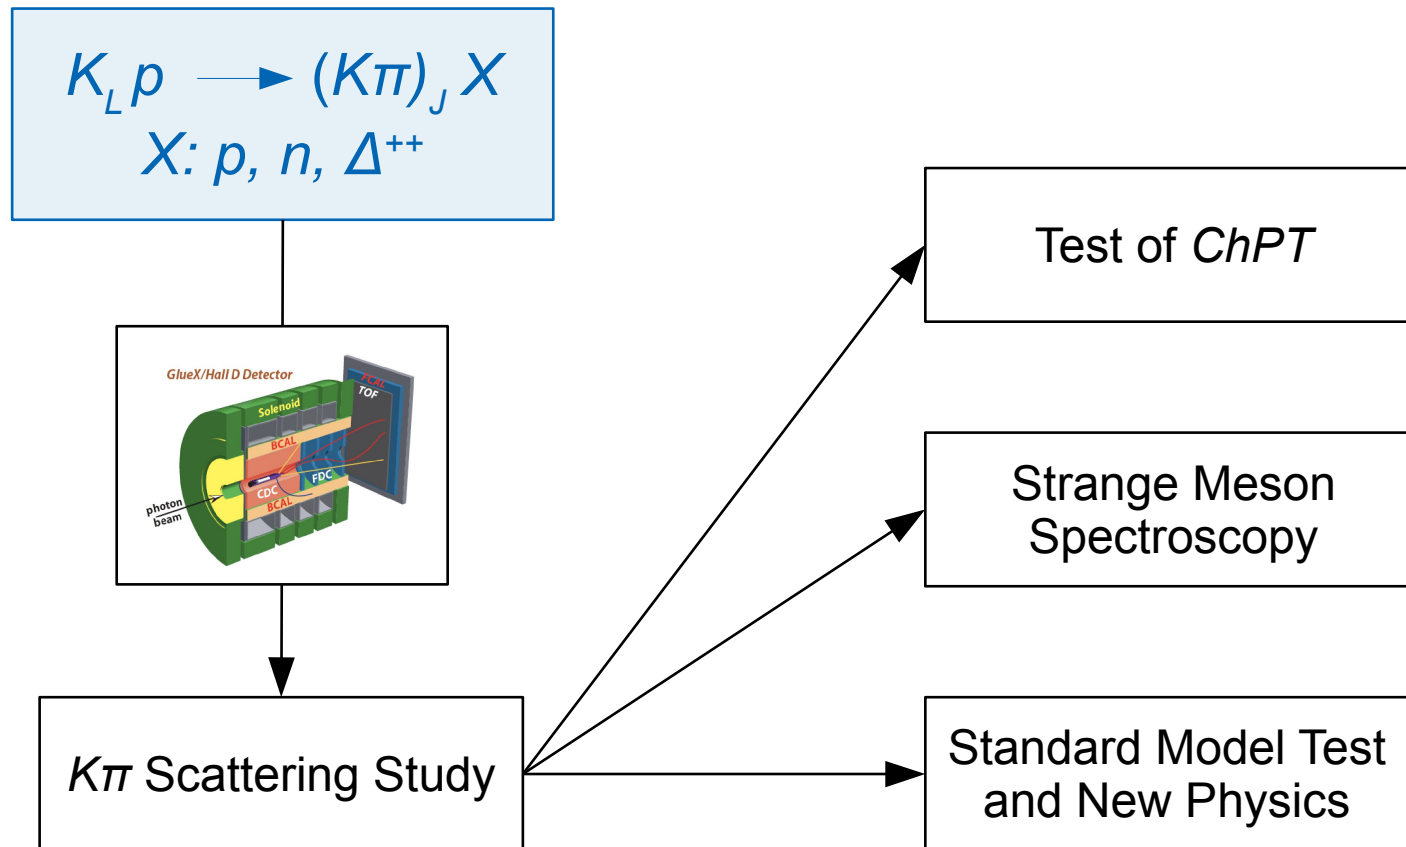 K_L p → (Kπ)_J X
X: p, n, Δ⁺⁺
GlueX/Hall D Detector
FCAL
TOF
Solenoid
BCAL
CDC
FDC
BCAL
photon
beam
Kπ Scattering Study
Test of ChPT
Strange Meson
Spectroscopy
Standard Model Test
and New Physics